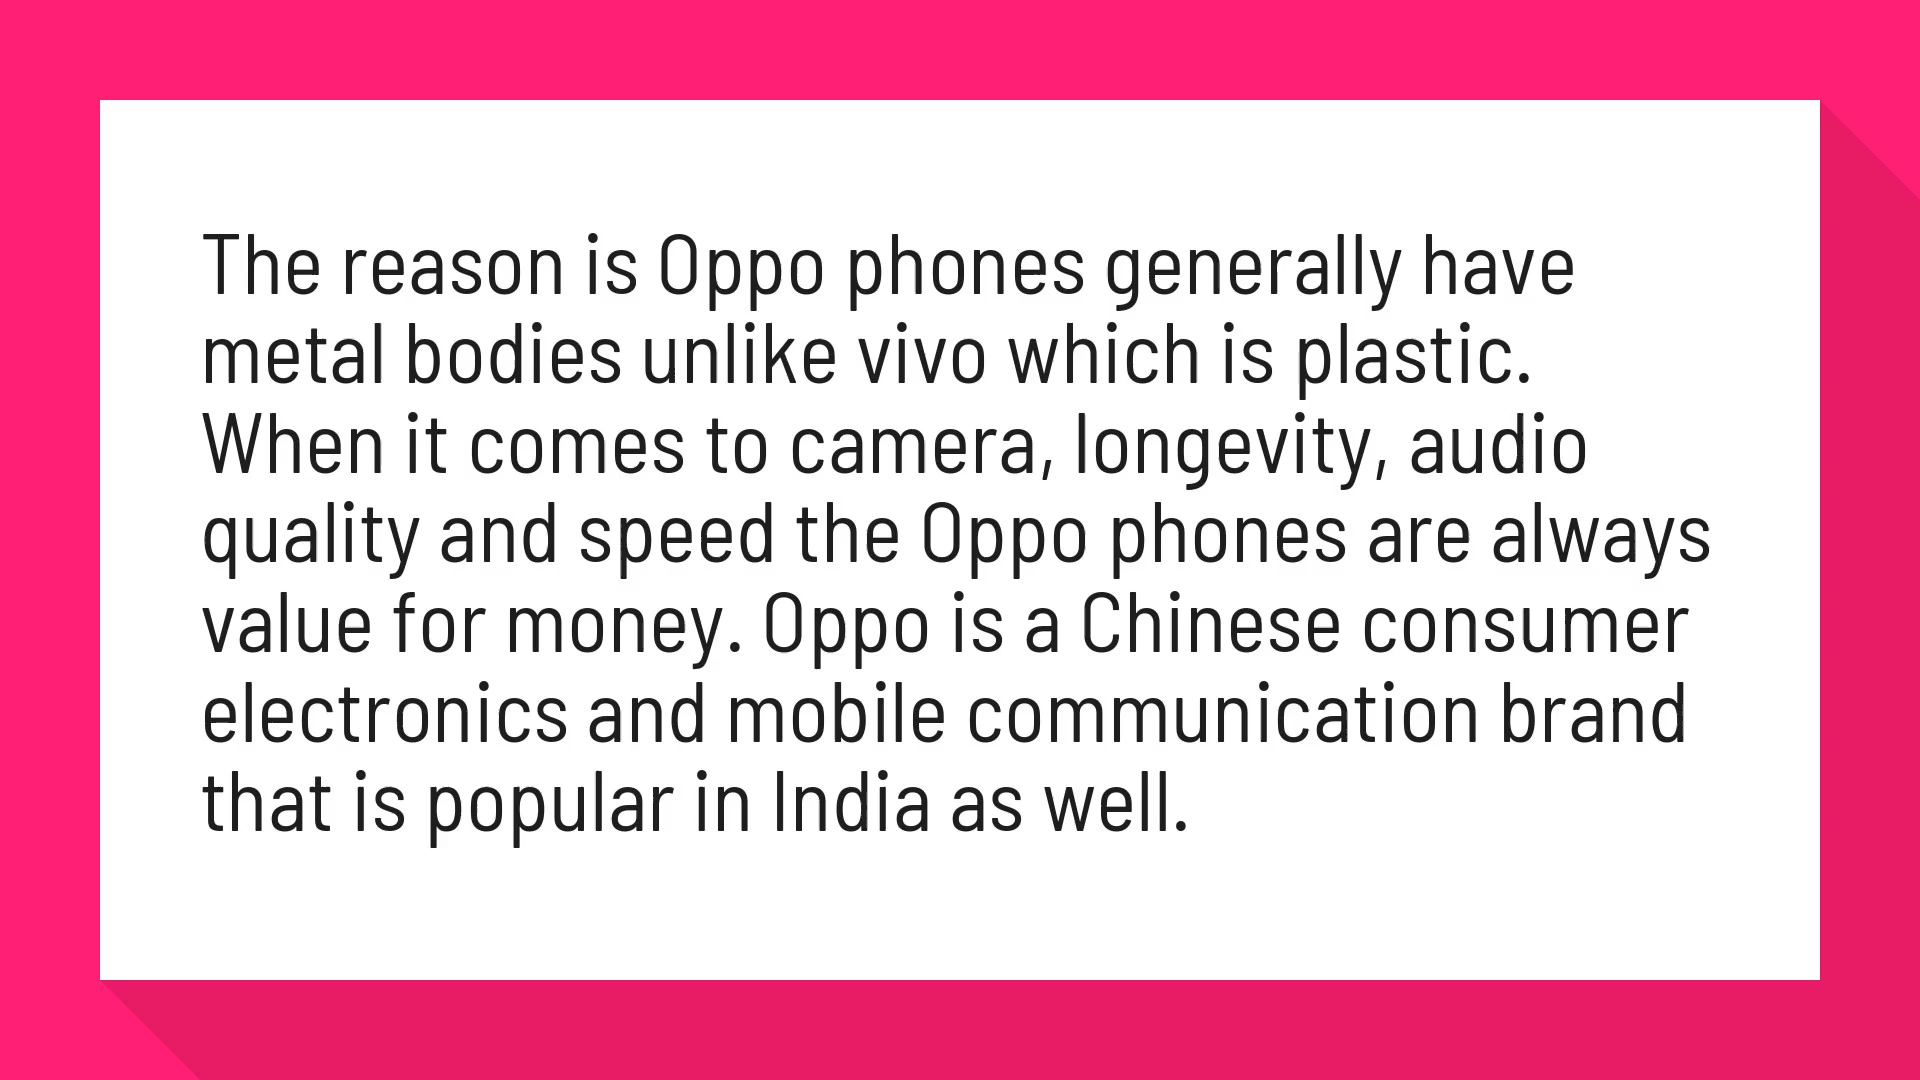 The reason is Oppo phones generally have
metal bodies unlike vivo which is plastic.
When it comes to camera, longevity, audio
quality and speed the Oppo phones are always
value for money. Oppo is a Chinese consumer
electronics and mobile communication brand
that is popular in India as well.